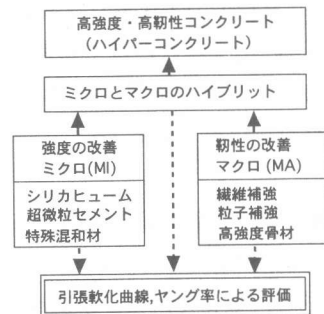 高強度・高靭性コンクリート
(ハイパーコンクリート)
ミクロとマクロのハイブリット
強度の改善
ミクロ(MI)
シリカヒューム
超微粒セメント
特殊混和材
靭性の改善
マクロ(MA)
繊維補強
粒子補強
高強度骨材
引張軟化曲線,ヤング率による評価